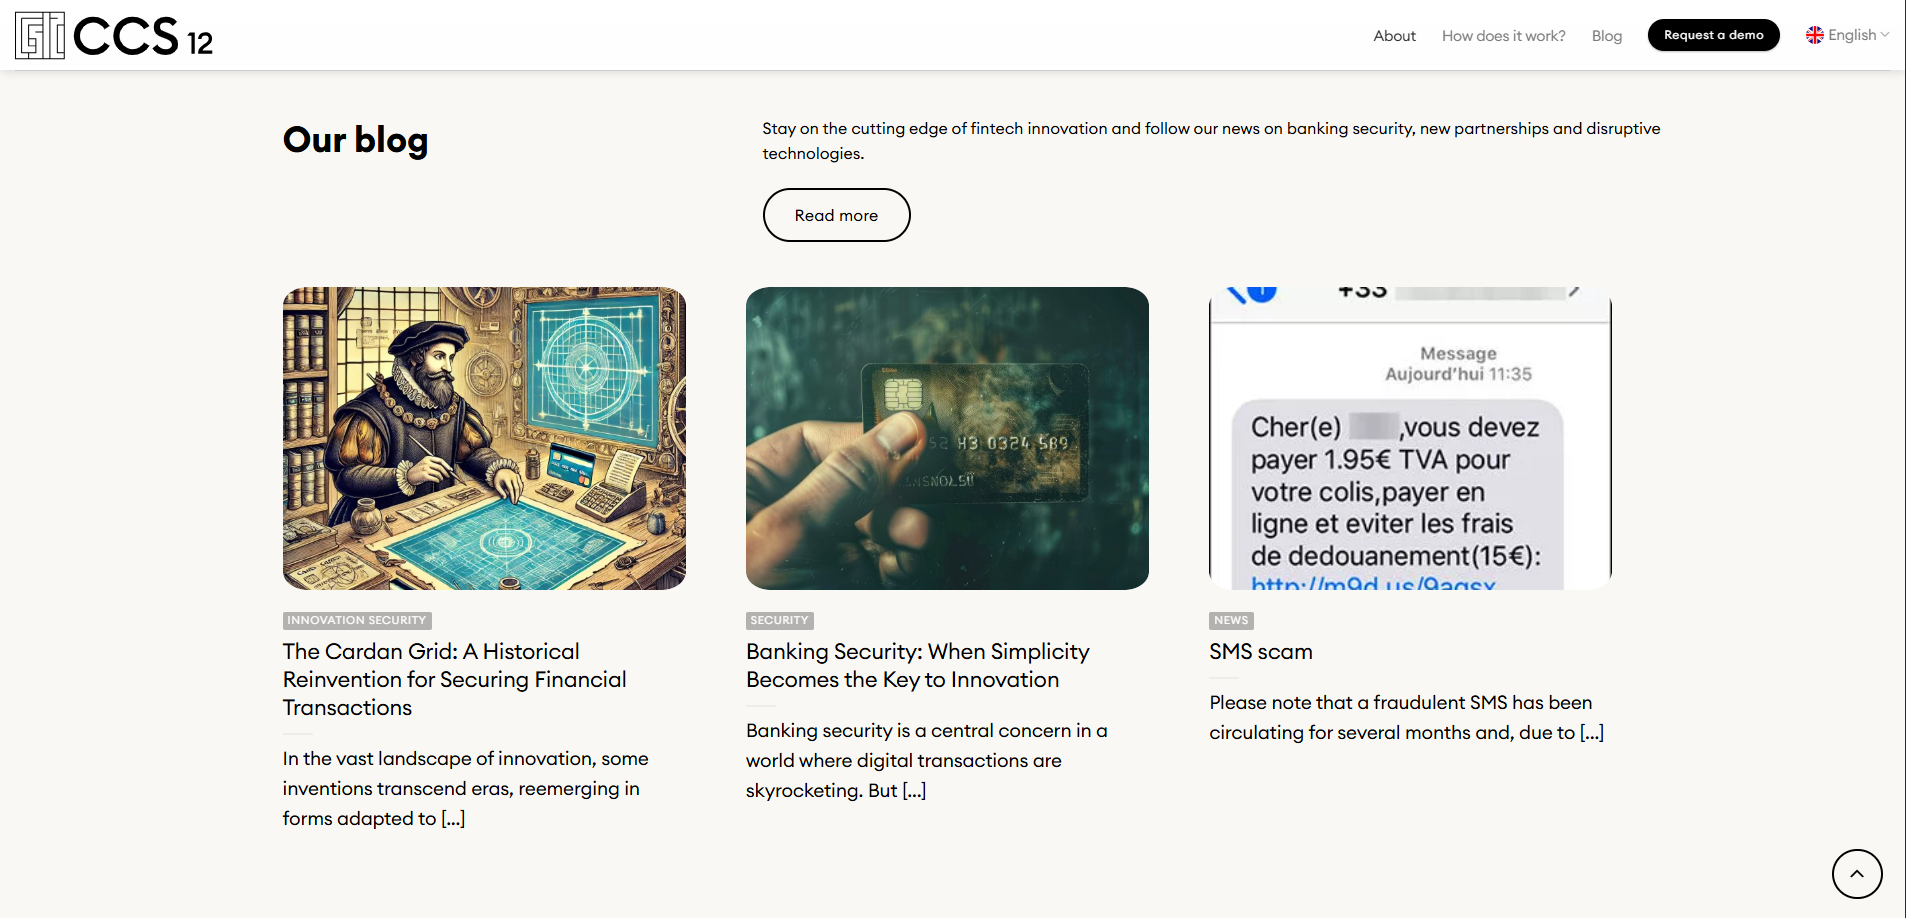 CCS 12
About
How does it work?
Blog
Request a demo
English
Our blog
Stay on the cutting edge of fintech innovation and follow our news on banking security, new partnerships and disruptive
technologies.
Read more
+33
Message
Aujourd'hui 11:35
Cher(e) ,vous devez
payer 1.95€ TVA pour
votre colis,payer en
ligne et eviter les frais
de dedouanement(15€):
http://m9d.us/9aqsx
52 H3 0324 589
INNOVATION SECURITY
The Cardan Grid: A Historical
Reinvention for Securing Financial
Transactions
In the vast landscape of innovation, some
inventions transcend eras, reemerging in
forms adapted to [...]
SECURITY
Banking Security: When Simplicity
Becomes the Key to Innovation
Banking security is a central concern in a
world where digital transactions are
skyrocketing. But [...]
NEWS
SMS scam
Please note that a fraudulent SMS has been
circulating for several months and, due to [...]